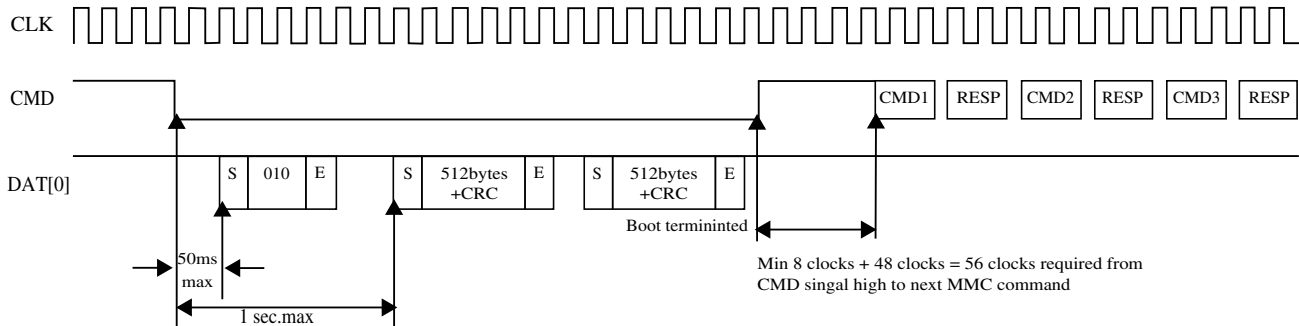 CLK
CMD
CMD1 RESP CMD2 RESP CMD3 RESP
DAT[0]
S 010 E S 512bytes +CRC E S 512bytes +CRC E
Boot termininted
50ms
max
1 sec.max
Min 8 clocks + 48 clocks = 56 clocks required from
CMD singal high to next MMC command